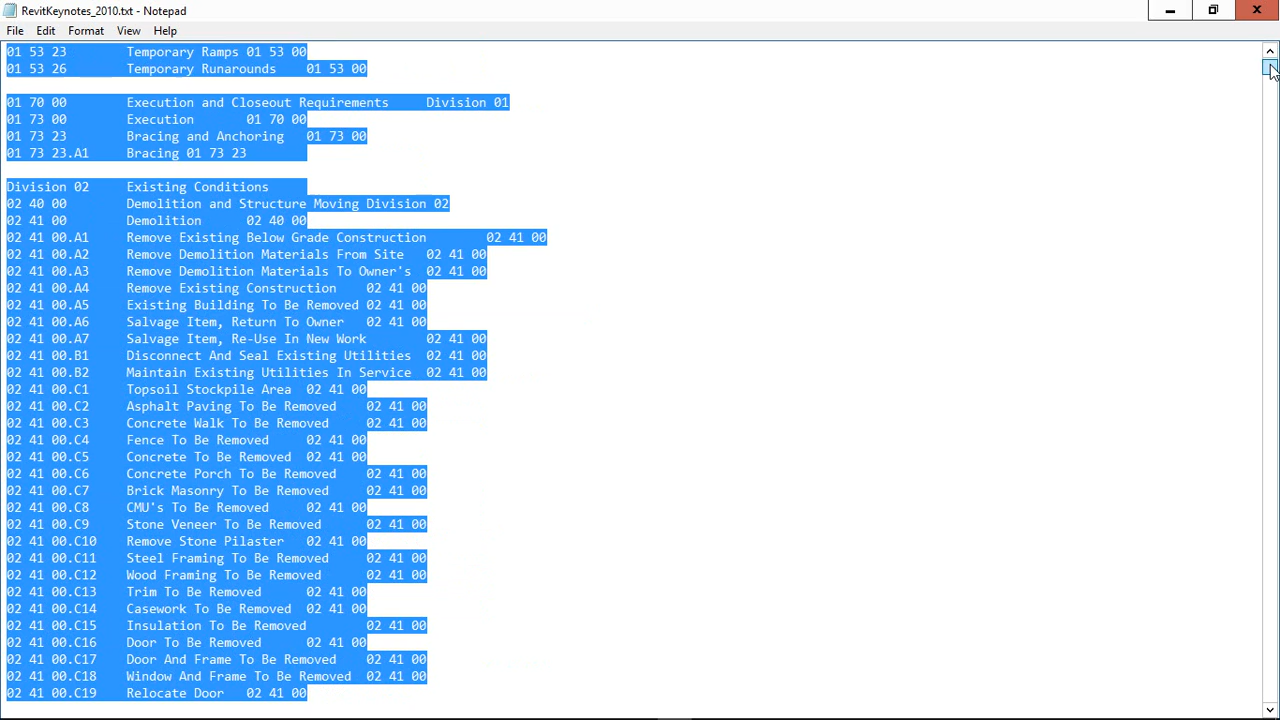 RevitKeynotes_2010.txt - Notepad
File Edit Format View Help
01 53 23 Temporary Ramps 01 53 00
01 53 26 Temporary Runarounds 01 53 00
01 70 00 Execution and Closeout Requirements Division 01
01 73 00 Execution 01 70 00
01 73 23 Bracing and Anchoring 01 73 00
01 73 23.A1 Bracing 01 73 23
Division 02 Existing Conditions
02 40 00 Demolition and Structure Moving Division 02
02 41 00 Demolition 02 40 00
02 41 00.A1 Remove Existing Below Grade Construction 02 41 00
02 41 00.A2 Remove Demolition Materials From Site 02 41 00
02 41 00.A3 Remove Demolition Materials To Owner's 02 41 00
02 41 00.A4 Remove Existing Construction 02 41 00
02 41 00.A5 Existing Building To Be Removed 02 41 00
02 41 00.A6 Salvage Item, Return To Owner 02 41 00
02 41 00.A7 Salvage Item, Re-Use In New Work 02 41 00
02 41 00.B1 Disconnect And Seal Existing Utilities 02 41 00
02 41 00.B2 Maintain Existing Utilities In Service 02 41 00
02 41 00.C1 Topsoil Stockpile Area 02 41 00
02 41 00.C2 Asphalt Paving To Be Removed 02 41 00
02 41 00.C3 Concrete Walk To Be Removed 02 41 00
02 41 00.C4 Fence To Be Removed 02 41 00
02 41 00.C5 Concrete To Be Removed 02 41 00
02 41 00.C6 Concrete Porch To Be Removed 02 41 00
02 41 00.C7 Brick Masonry To Be Removed 02 41 00
02 41 00.C8 CMU's To Be Removed 02 41 00
02 41 00.C9 Stone Veneer To Be Removed 02 41 00
02 41 00.C10 Remove Stone Pilaster 02 41 00
02 41 00.C11 Steel Framing To Be Removed 02 41 00
02 41 00.C12 Wood Framing To Be Removed 02 41 00
02 41 00.C13 Trim To Be Removed 02 41 00
02 41 00.C14 Casework To Be Removed 02 41 00
02 41 00.C15 Insulation To Be Removed 02 41 00
02 41 00.C16 Door To Be Removed 02 41 00
02 41 00.C17 Door And Frame To Be Removed 02 41 00
02 41 00.C18 Window And Frame To Be Removed 02 41 00
02 41 00.C19 Relocate Door 02 41 00